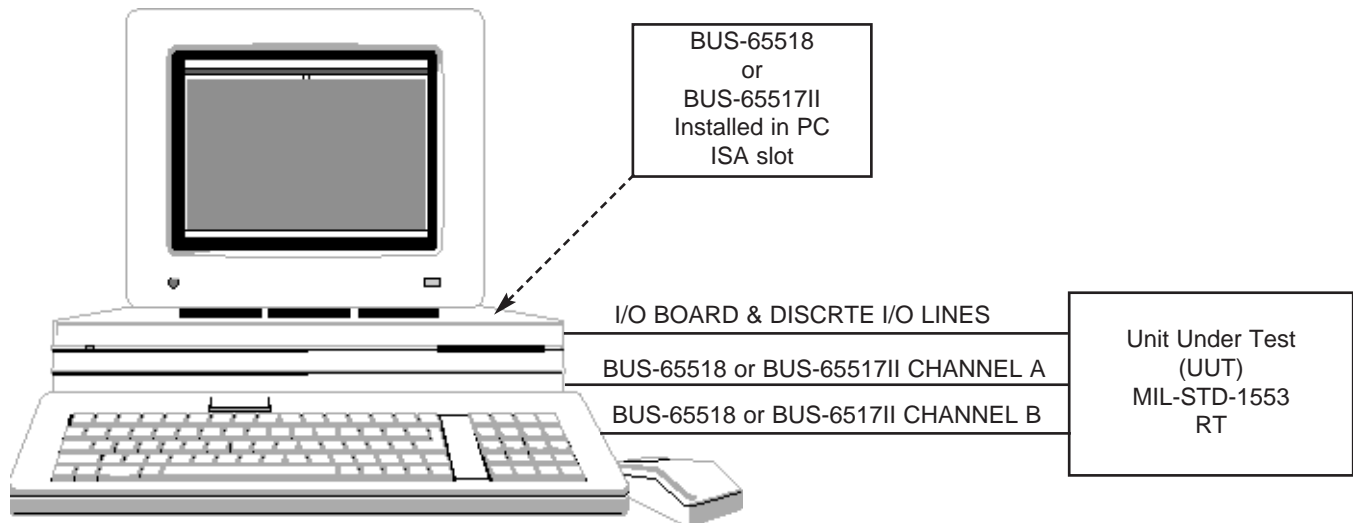 BUS-65518
or
BUS-65517II
Installed in PC
ISA slot
I/O BOARD & DISCRTE I/O LINES
BUS-65518 or BUS-65517II CHANNEL A
BUS-65518 or BUS-6517II CHANNEL B
Unit Under Test
(UUT)
MIL-STD-1553
RT